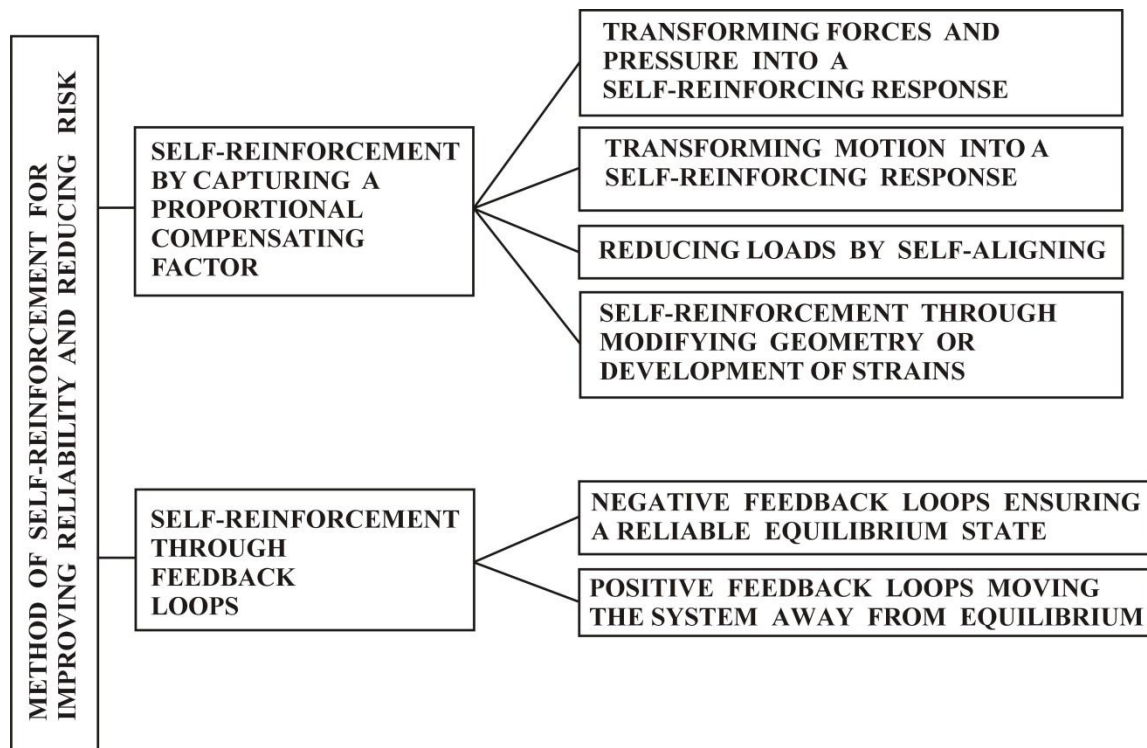 METHOD OF SELF-REINFORCEMENT FOR
IMPROVING RELIABILITY AND REDUCING RISK
SELF-REINFORCEMENT
BY CAPTURING A
PROPORTIONAL
COMPENSATING
FACTOR
TRANSFORMING FORCES AND
PRESSURE INTO A
SELF-REINFORCING RESPONSE
TRANSFORMING MOTION INTO A
SELF-REINFORCING RESPONSE
REDUCING LOADS BY SELF-ALIGNING
SELF-REINFORCEMENT THROUGH
MODIFYING GEOMETRY OR
DEVELOPMENT OF STRAINS
SELF-REINFORCEMENT
THROUGH
FEEDBACK
LOOPS
NEGATIVE FEEDBACK LOOPS ENSURING
A RELIABLE EQUILIBRIUM STATE
POSITIVE FEEDBACK LOOPS MOVING
THE SYSTEM AWAY FROM EQUILIBRIUM